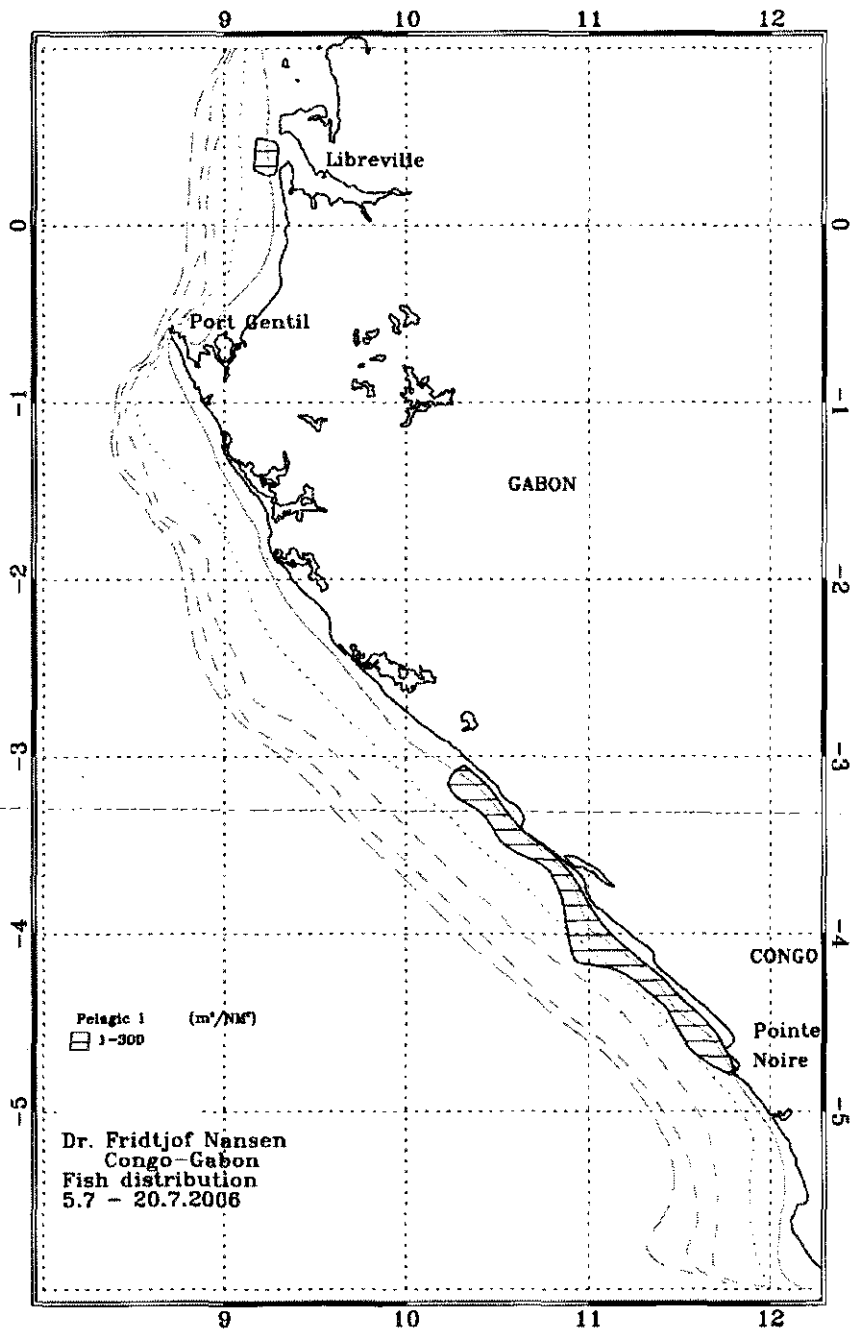 9 10 11 12
Libreville
0 0
Port Gentil
-1 -1
GABON
-2 -2
-3 -3
-4 -4
CONGO
Pelagic 1 (m²/NM²)
1-300
Pointe
Noire
-5 -5
Dr. Fridtjof Nansen
Congo-Gabon
Fish distribution
5.7 - 20.7.2006
9 10 11 12